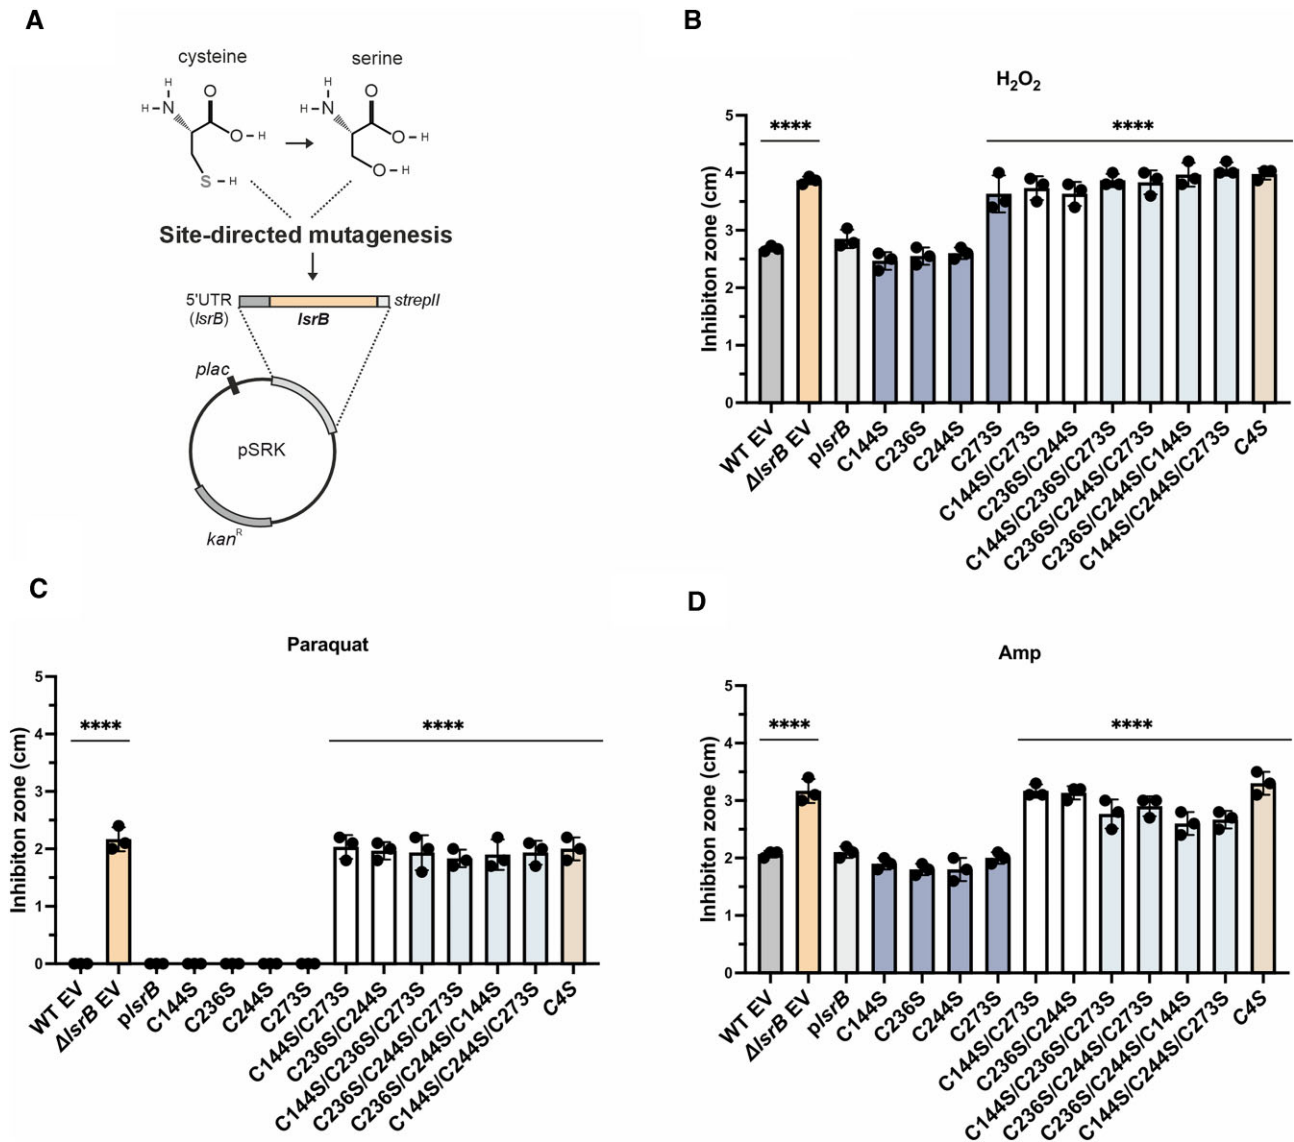 A
cysteine
serine
H
H
N
O
O
H
S
H
H
H
N
O
O
H
O
H
Site-directed mutagenesis
5'UTR
(lsrB)
lsrB
strepII
plac
pSRK
kanR
B
H2O2
****
****
Inhibiton zone (cm)
5
4
3
2
1
0
WT EV
ΔlsrB EV
plsrB
C144S
C236S
C244S
C273S
C144S/C273S
C236S/C244S
C144S/C236S/C273S
C236S/C244S/C273S
C236S/C244S/C144S
C144S/C244S/C273S
C4S
C
Paraquat
****
****
Inhibiton zone (cm)
5
4
3
2
1
0
WT EV
ΔlsrB EV
plsrB
C144S
C236S
C244S
C273S
C144S/C273S
C236S/C244S
C144S/C236S/C273S
C236S/C244S/C273S
C236S/C244S/C144S
C144S/C244S/C273S
C4S
D
Amp
****
****
Inhibiton zone (cm)
5
4
3
2
1
0
WT EV
ΔlsrB EV
plsrB
C144S
C236S
C244S
C273S
C144S/C273S
C236S/C244S
C144S/C236S/C273S
C236S/C244S/C273S
C236S/C244S/C144S
C144S/C244S/C273S
C4S